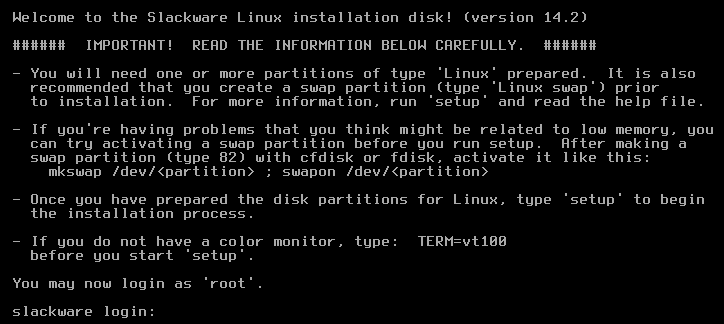 Welcome to the Slackware Linux installation disk! (version 14.2)
######  IMPORTANT!  READ THE INFORMATION BELOW CAREFULLY.  ######
- You will need one or more partitions of type 'Linux' prepared.  It is also
recommended that you create a swap partition (type 'Linux swap') prior
to installation.  For more information, run 'setup' and read the help file.
- If you're having problems that you think might be related to low memory, you
can try activating a swap partition before you run setup.  After making a
swap partition (type 82) with cfdisk or fdisk, activate it like this:
mkswap /dev/<partition> ; swapon /dev/<partition>
- Once you have prepared the disk partitions for Linux, type 'setup' to begin
the installation process.
- If you do not have a color monitor, type:  TERM=vt100
before you start 'setup'.
You may now login as 'root'.
slackware login: